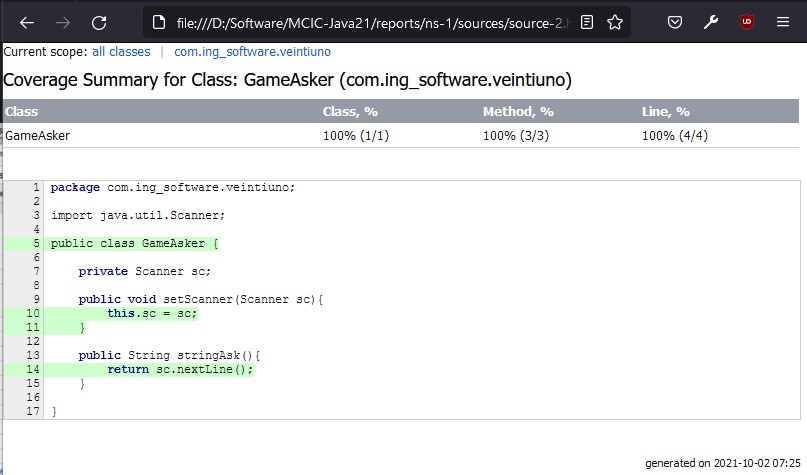 file:///D:/Software/MCIC-Java21/reports/ns-1/sources/source-2.
Current scope: all classes | com.ing_software.veintiuno
Coverage Summary for Class: GameAsker (com.ing_software.veintiuno)
Class Class, % Method, % Line, %
GameAsker 100% (1/1) 100% (3/3) 100% (4/4)
1 package com.ing_software.veintiuno;
2
3 import java.util.Scanner;
4
5 public class GameAsker {
6
7     private Scanner sc;
8
9     public void setScanner(Scanner sc){
10         this.sc = sc;
11     }
12
13     public String stringAsk(){
14         return sc.nextLine();
15     }
16
17 }
generated on 2021-10-02 07:25